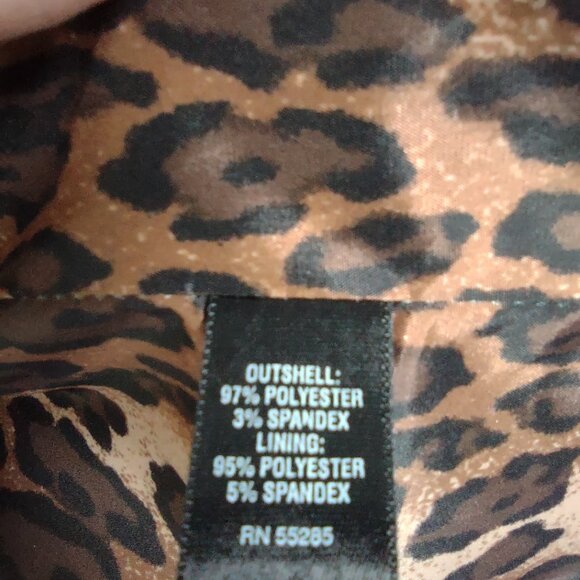 OUTSHELL:
97% POLYESTER
3% SPANDEX
LINING:
95% POLYESTER
5% SPANDEX
RN 55285